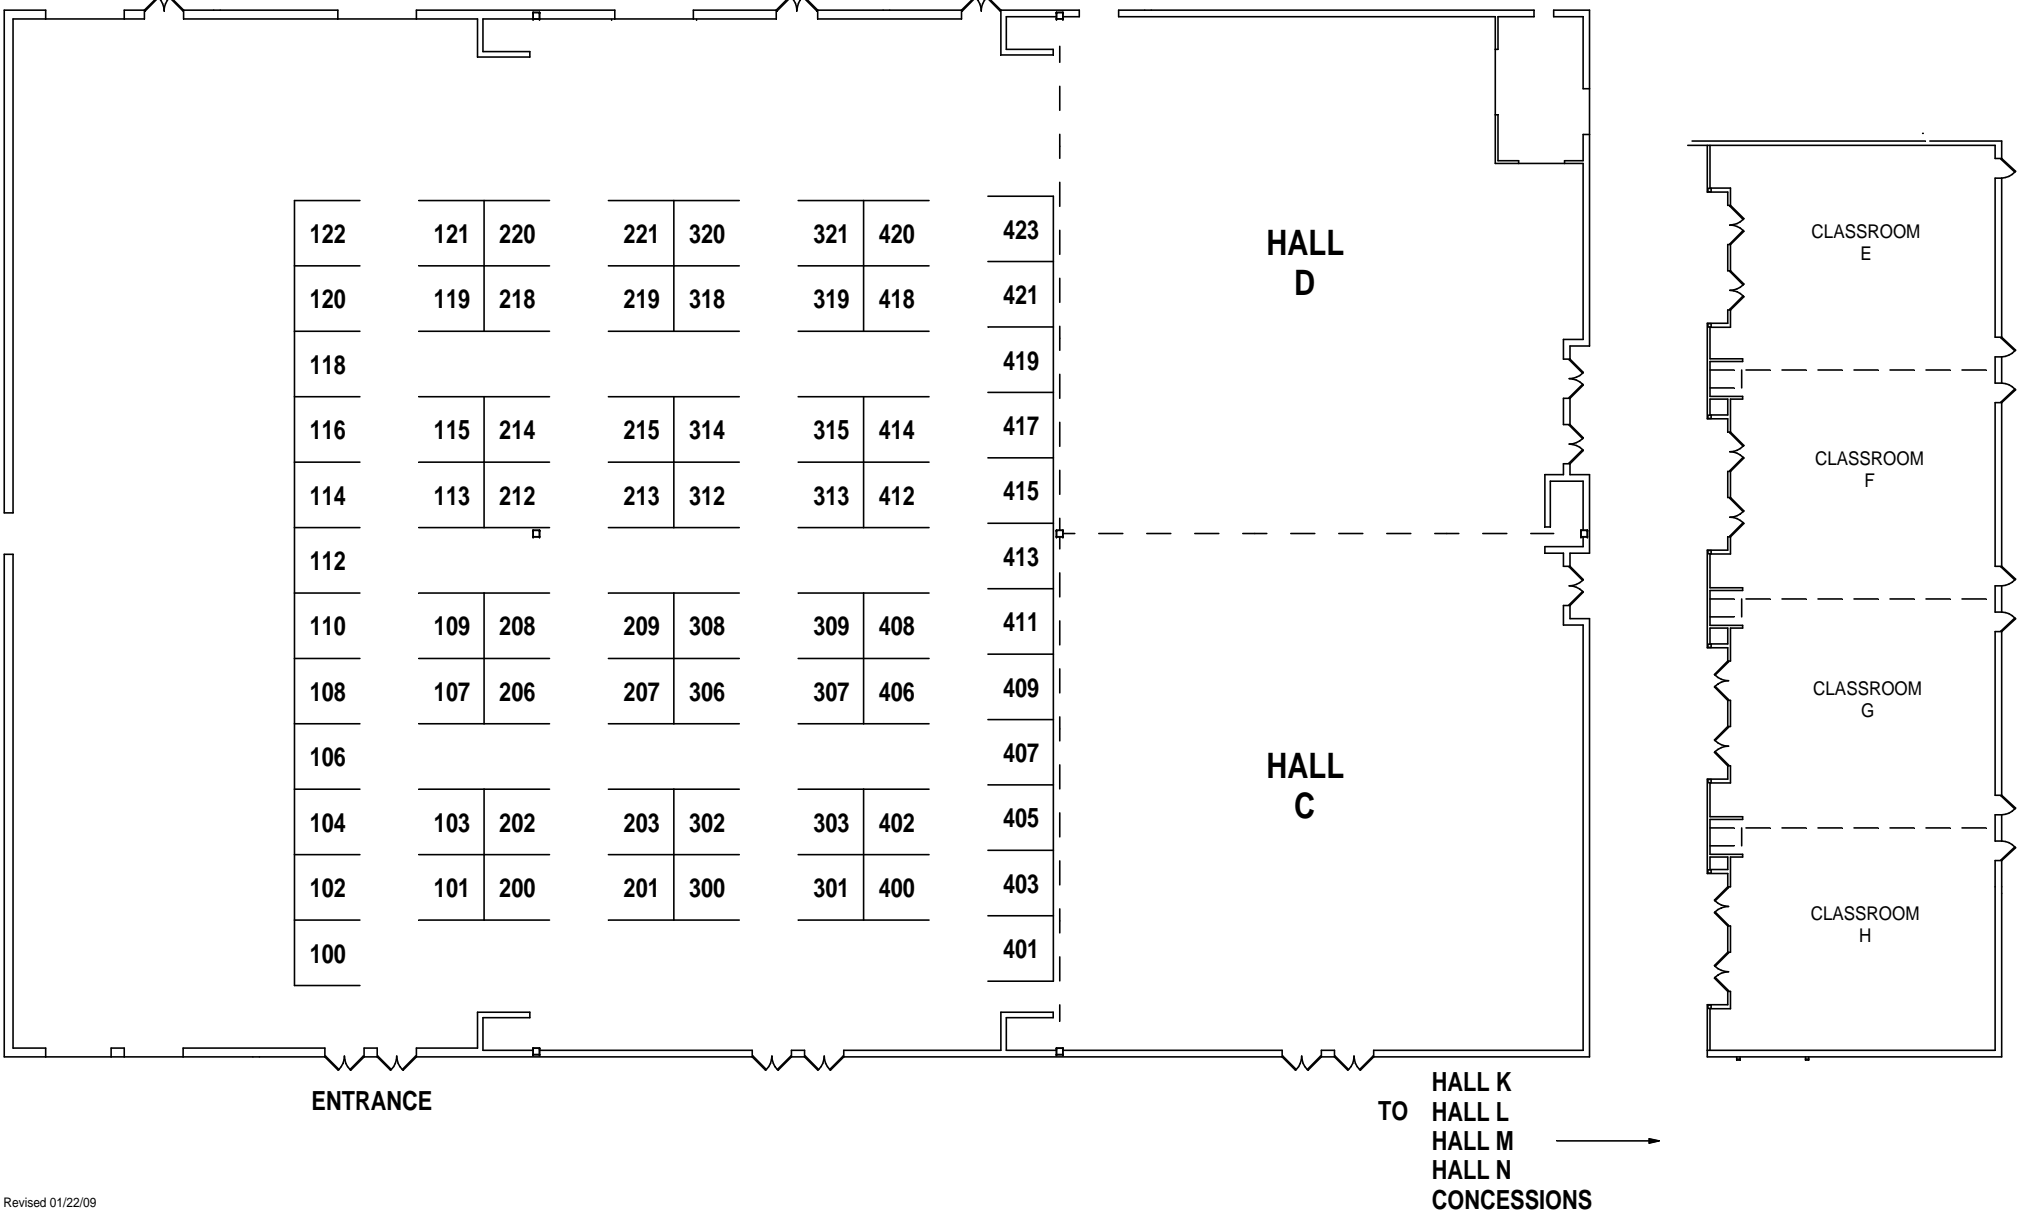 122 121 220 221 320 321 420 423
120 119 218 219 318 319 418 421
118 419
116 115 214 215 314 315 414 417
114 113 212 213 312 313 412 415
112 413
110 109 208 209 308 309 408 411
108 107 206 207 306 307 406 409
106 407
104 103 202 203 302 303 402 405
102 101 200 201 300 301 400 403
100 401
HALL
D
HALL
C
CLASSROOM
E
CLASSROOM
F
CLASSROOM
G
CLASSROOM
H
ENTRANCE
HALL K
TO HALL L
HALL M
HALL N
CONCESSIONS
Revised 01/22/09